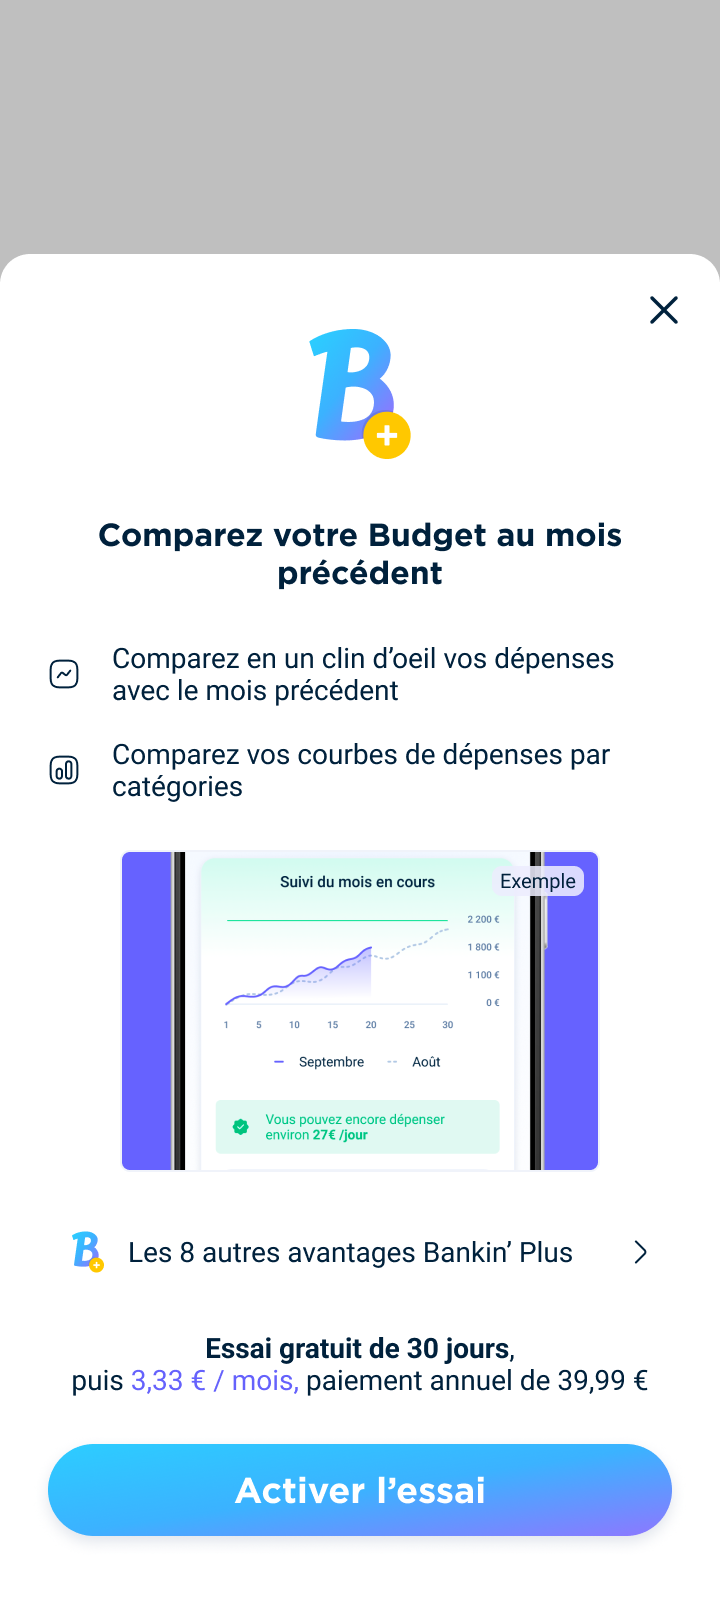 B
Comparez votre Budget au mois
précédent
Comparez en un clin d’oeil vos dépenses
avec le mois précédent
Comparez vos courbes de dépenses par
catégories
Suivi du mois en cours
Exemple
2 200 €
1 800 €
1 100 €
0 €
1 5 10 15 20 25 30
Septembre Août
Vous pouvez encore dépenser
environ 27€ /jour
B Les 8 autres avantages Bankin’ Plus
Essai gratuit de 30 jours,
puis 3,33 € / mois, paiement annuel de 39,99 €
Activer l’essai